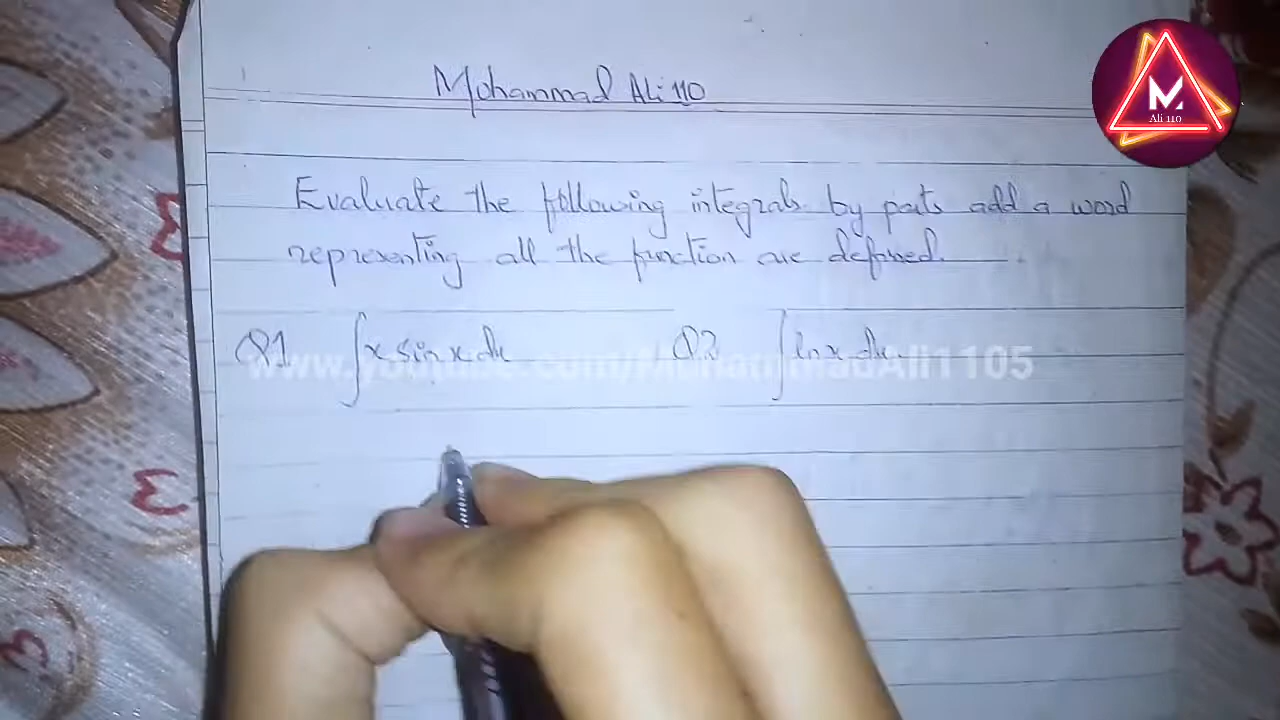 Mohammad Ali 110
M
Ali 110
Evaluate the following integrals by parts add a word
representing all the function are defined.
Q1 ∫x sin x dx Q2 ∫ln x dx.
www.youtube.com/MohammadAli1105